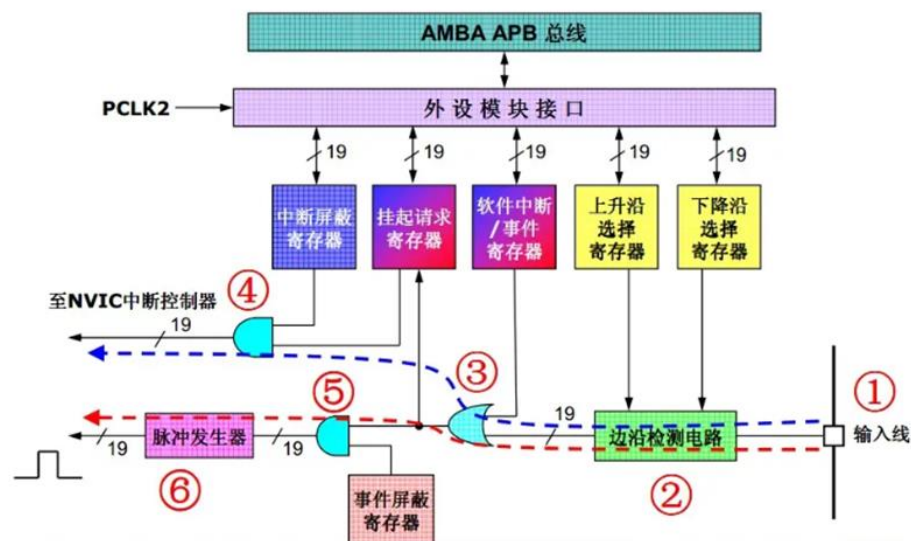 AMBA APB 总线
PCLK2
外设模块接口
19
19
19
19
19
中断屏蔽
寄存器
挂起请求
寄存器
软件中断
/事件
寄存器
上升沿
选择
寄存器
下降沿
选择
寄存器
至NVIC中断控制器
④
19
③
①
⑤
19
输入线
脉冲发生器
19
19
边沿检测电路
⑥
②
事件屏蔽
寄存器